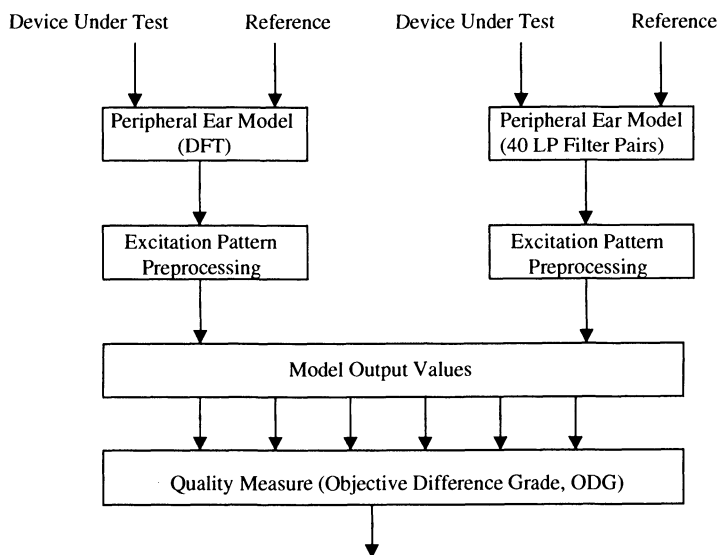 Device Under Test
Reference
Device Under Test
Reference
Peripheral Ear Model
(DFT)
Peripheral Ear Model
(40 LP Filter Pairs)
Excitation Pattern
Preprocessing
Excitation Pattern
Preprocessing
Model Output Values
Quality Measure (Objective Difference Grade, ODG)